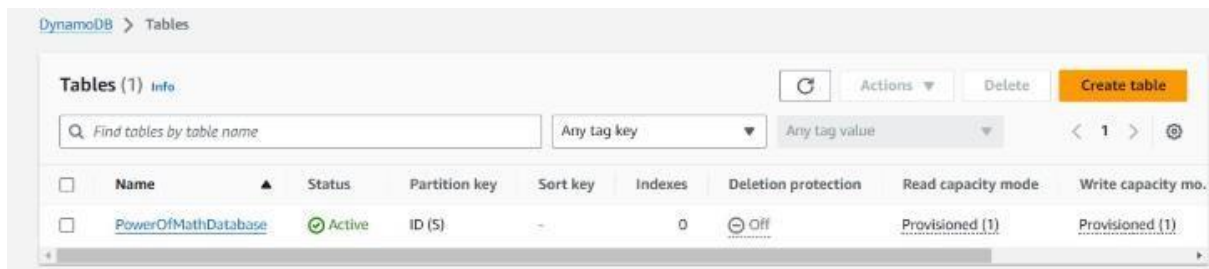 DynamoDB > Tables
Tables (1) Info
Actions Delete Create table
Find tables by table name Any tag key Any tag value < 1 >
Name Status Partition key Sort key Indexes Deletion protection Read capacity mode Write capacity mo.
PowerOfMathDatabase Active ID (S) - 0 Off Provisioned (1) Provisioned (1)